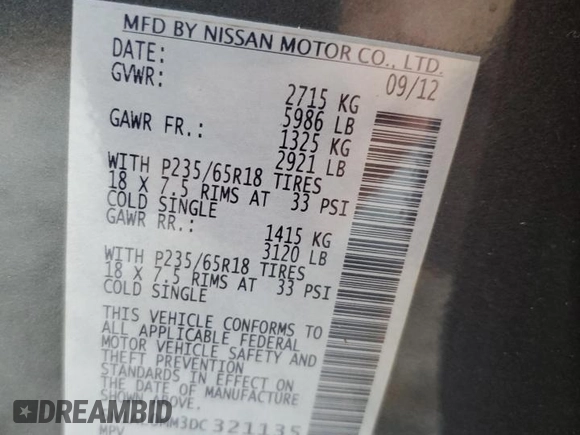 MFD BY NISSAN MOTOR CO., LTD.
DATE: 09/12
GVWR: 2715 KG
5986 LB
GAWR FR.: 1325 KG
2921 LB
WITH P235/65R18 TIRES
18 X 7.5 RIMS AT 33 PSI
COLD SINGLE
GAWR RR.: 1415 KG
3120 LB
WITH P235/65R18 TIRES
18 X 7.5 RIMS AT 33 PSI
COLD SINGLE
THIS VEHICLE CONFORMS TO
ALL APPLICABLE FEDERAL
MOTOR VEHICLE SAFETY AND
THEFT PREVENTION
STANDARDS IN EFFECT ON
THE DATE OF MANUFACTURE
SHOWN ABOVE.
MM3DC321135
MPV
DREAMBID